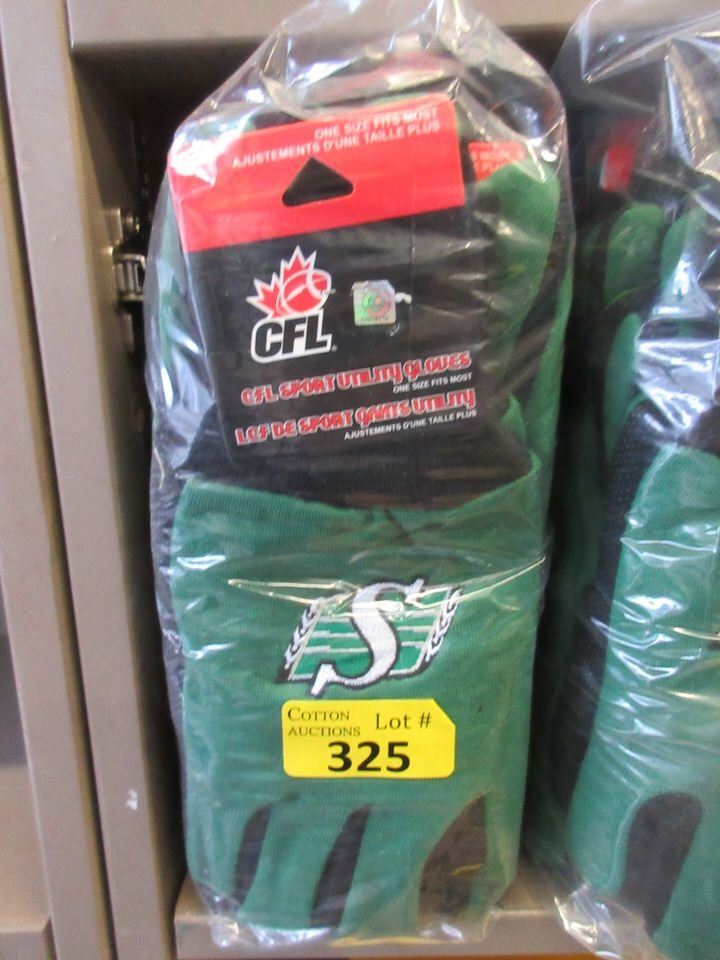 ONE SIZE FITS MOST
AJUSTEMENTS D'UNE TAILLE PLUS
CFL
CFL SPORT UTILITY GLOVES
ONE SIZE FITS MOST
LCF DE SPORT GANTS UTILITY
AJUSTEMENTS D'UNE TAILLE PLUS
S
COTTON AUCTIONS
Lot #
325